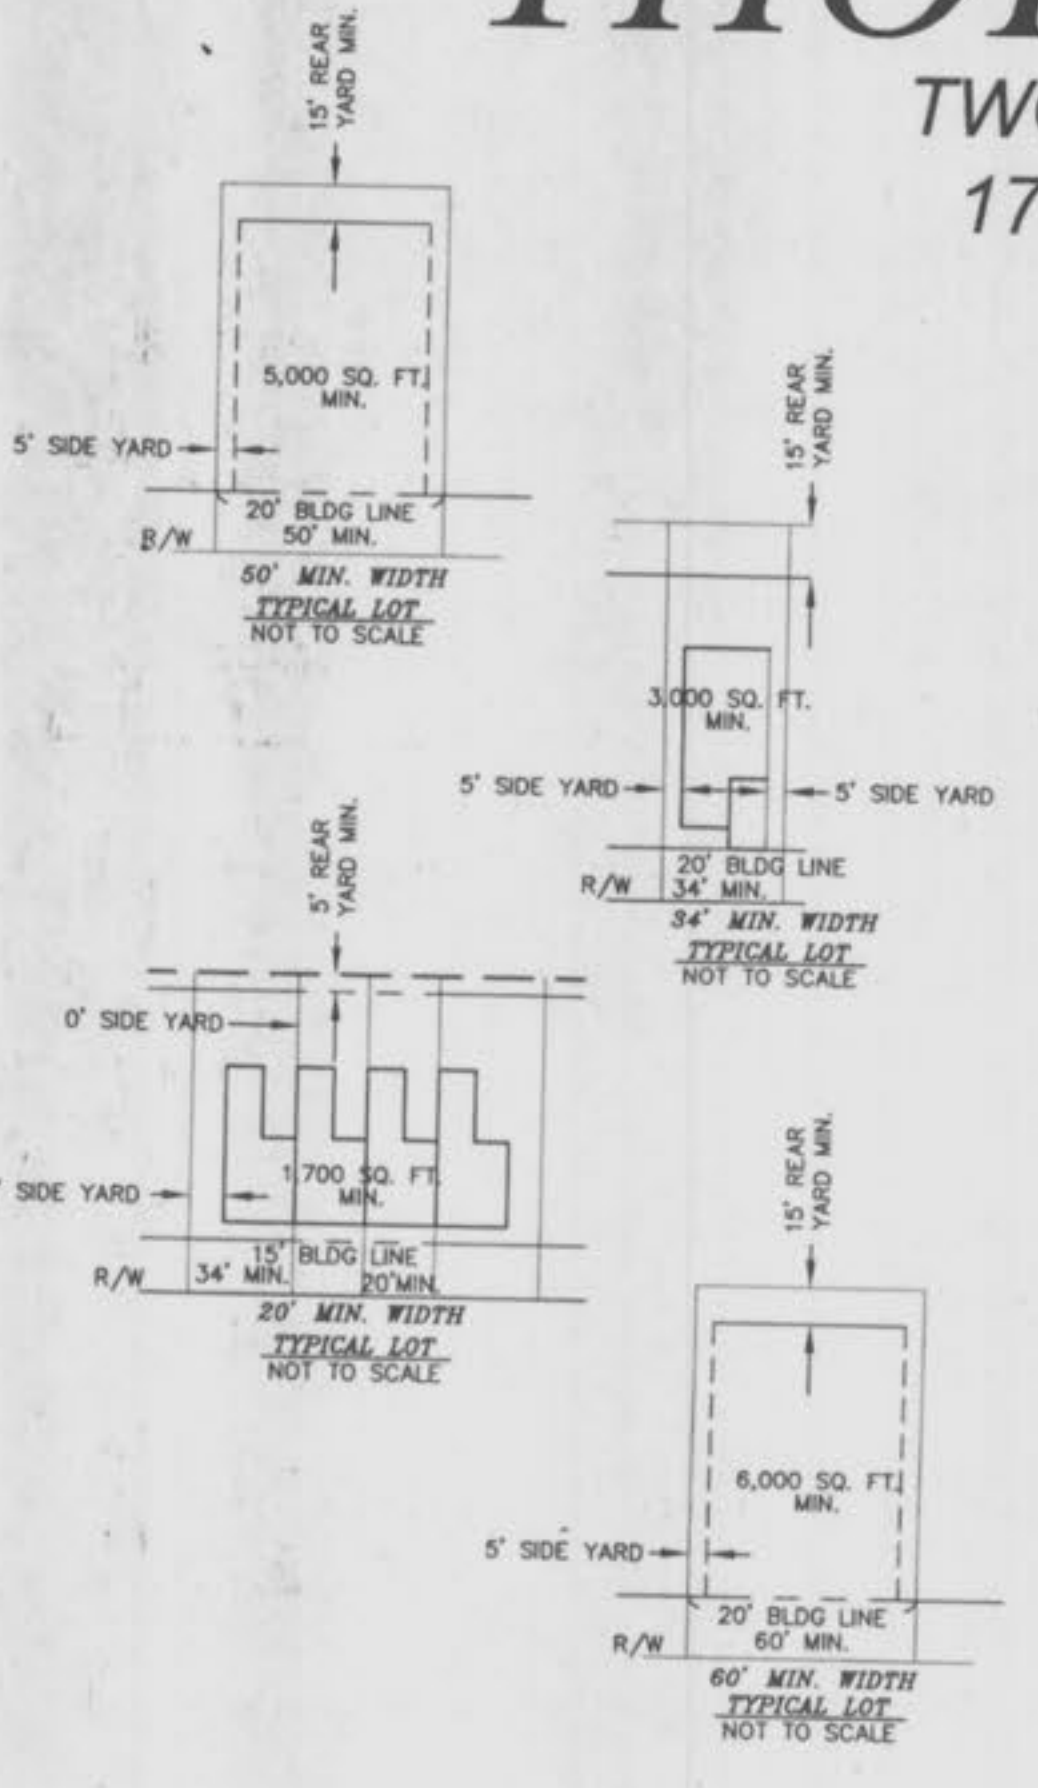 TWO
17
15' REAR
YARD MIN.
5,000 SQ. FT.
MIN.
5' SIDE YARD
20' BLDG LINE
B/W
50' MIN.
50' MIN. WIDTH
TYPICAL LOT
NOT TO SCALE
15' REAR
YARD MIN.
3,000 SQ. FT.
MIN.
5' SIDE YARD
5' SIDE YARD
20' BLDG LINE
R/W
34' MIN.
34' MIN. WIDTH
TYPICAL LOT
NOT TO SCALE
5' REAR
YARD MIN.
0' SIDE YARD
1,700 SQ. FT.
MIN.
' SIDE YARD
15' BLDG LINE
R/W
34' MIN.
20'MIN.
20' MIN. WIDTH
TYPICAL LOT
NOT TO SCALE
15' REAR
YARD MIN.
6,000 SQ. FT.
MIN.
5' SIDE YARD
20' BLDG LINE
R/W
60' MIN.
60' MIN. WIDTH
TYPICAL LOT
NOT TO SCALE